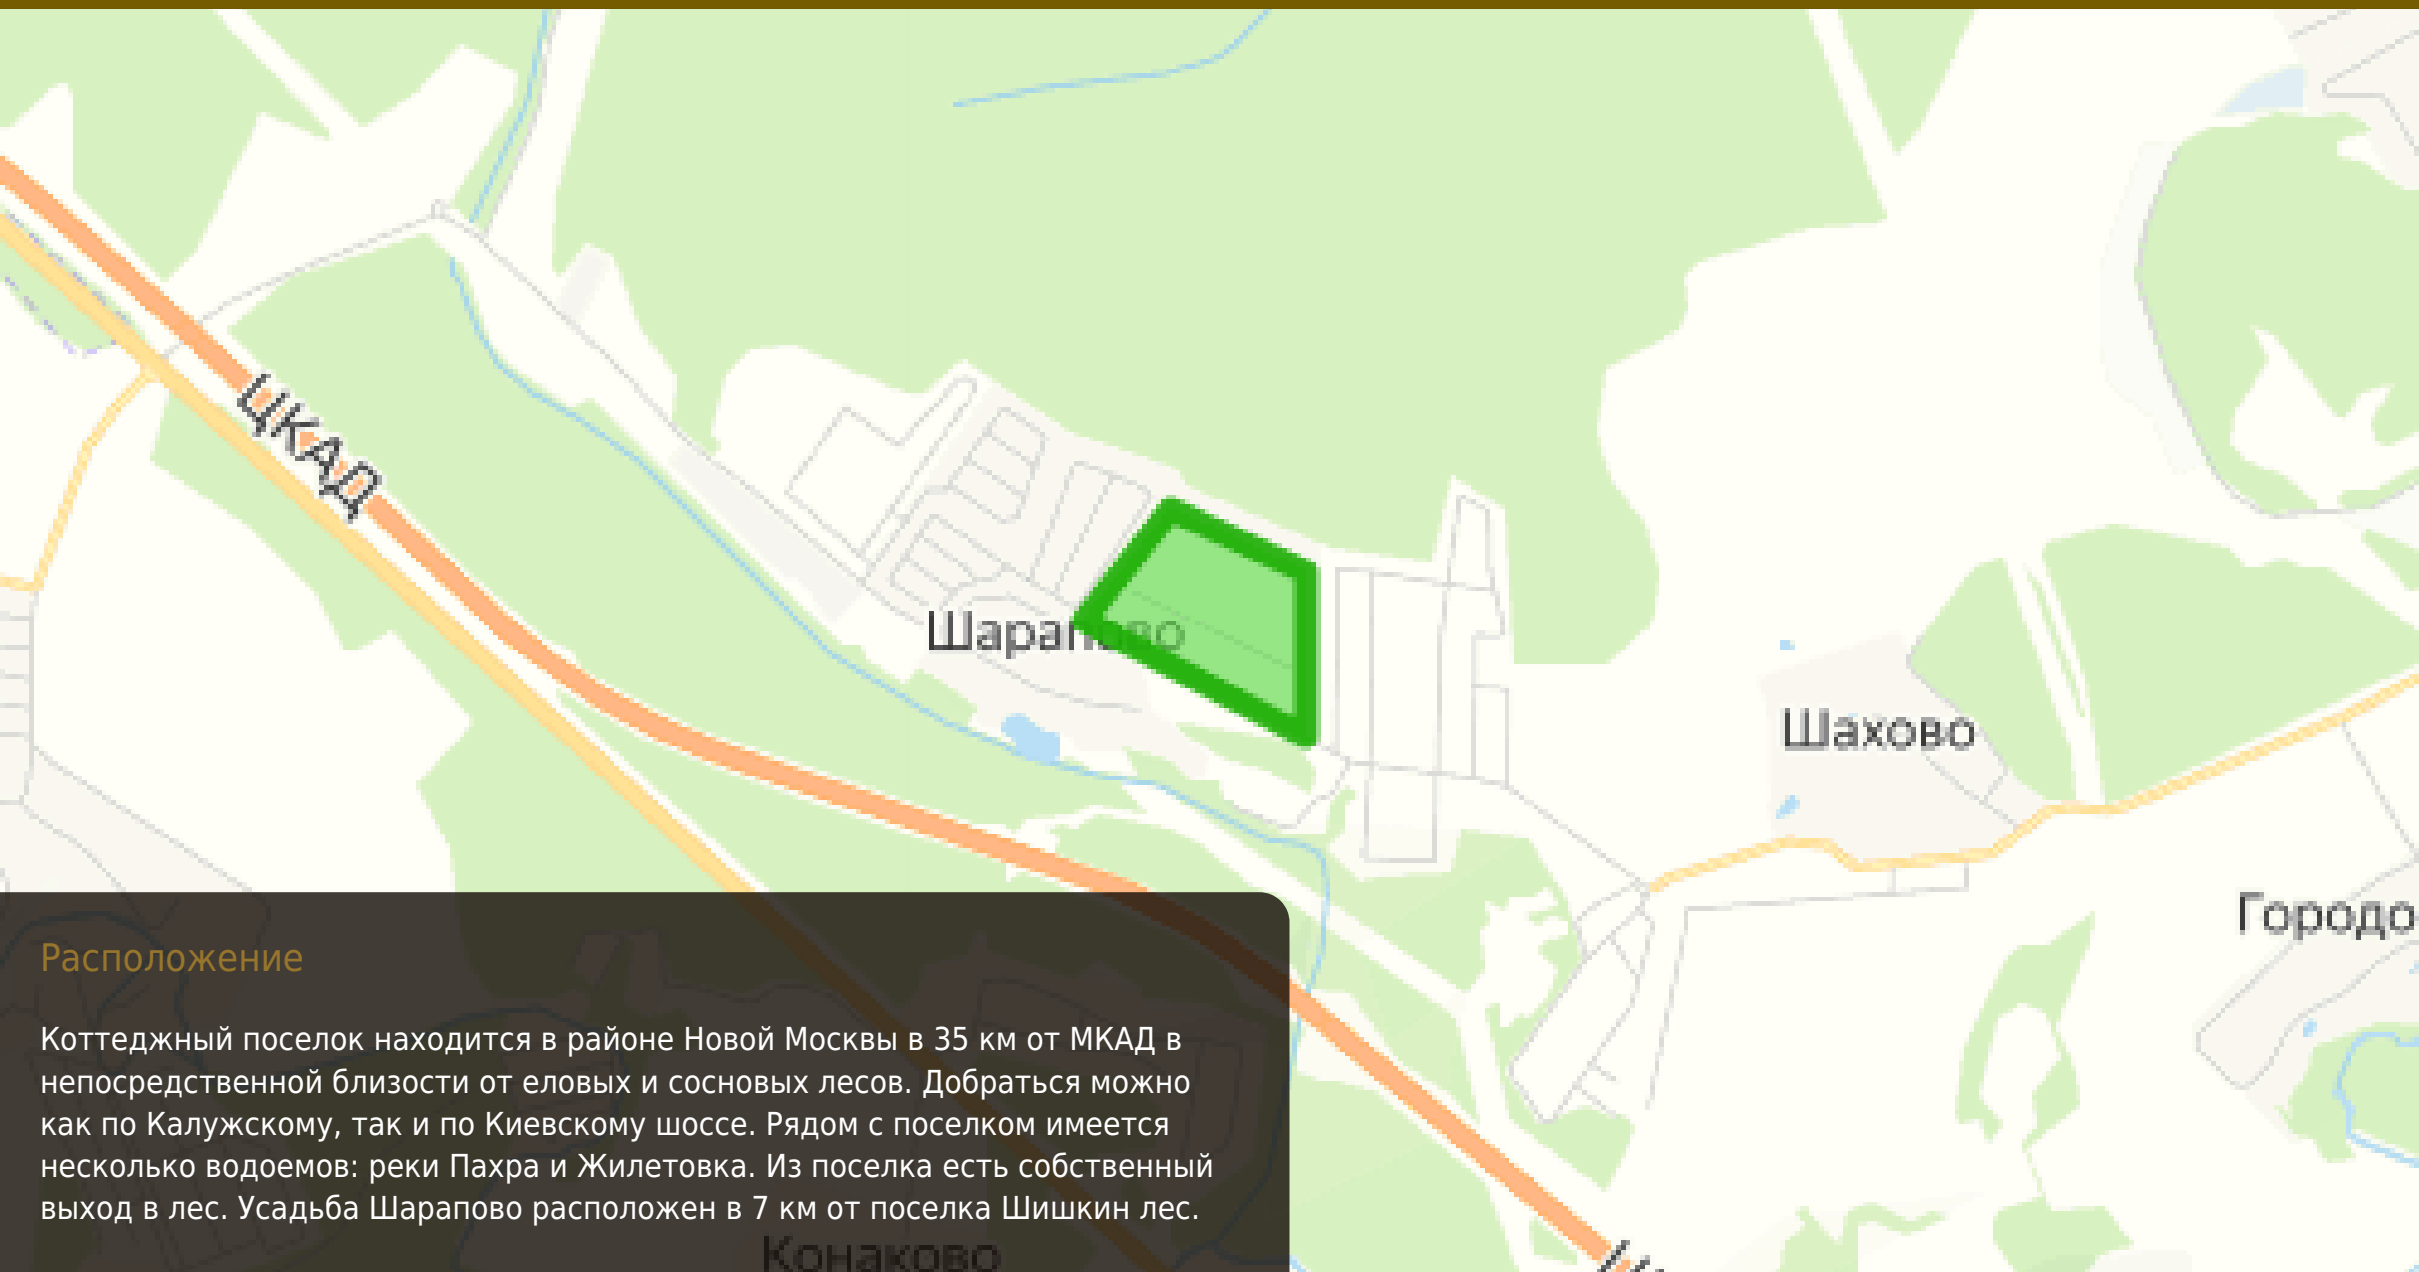 ЦКАД
Шарапово
Шахово
Городо
Расположение
Коттеджный поселок находится в районе Новой Москвы в 35 км от МКАД в
непосредственной близости от еловых и сосновых лесов. Добраться можно
как по Калужскому, так и по Киевскому шоссе. Рядом с поселком имеется
несколько водоемов: реки Пахра и Жилетовка. Из поселка есть собственный
выход в лес. Усадьба Шарапово расположен в 7 км от поселка Шишкин лес.
Конаково